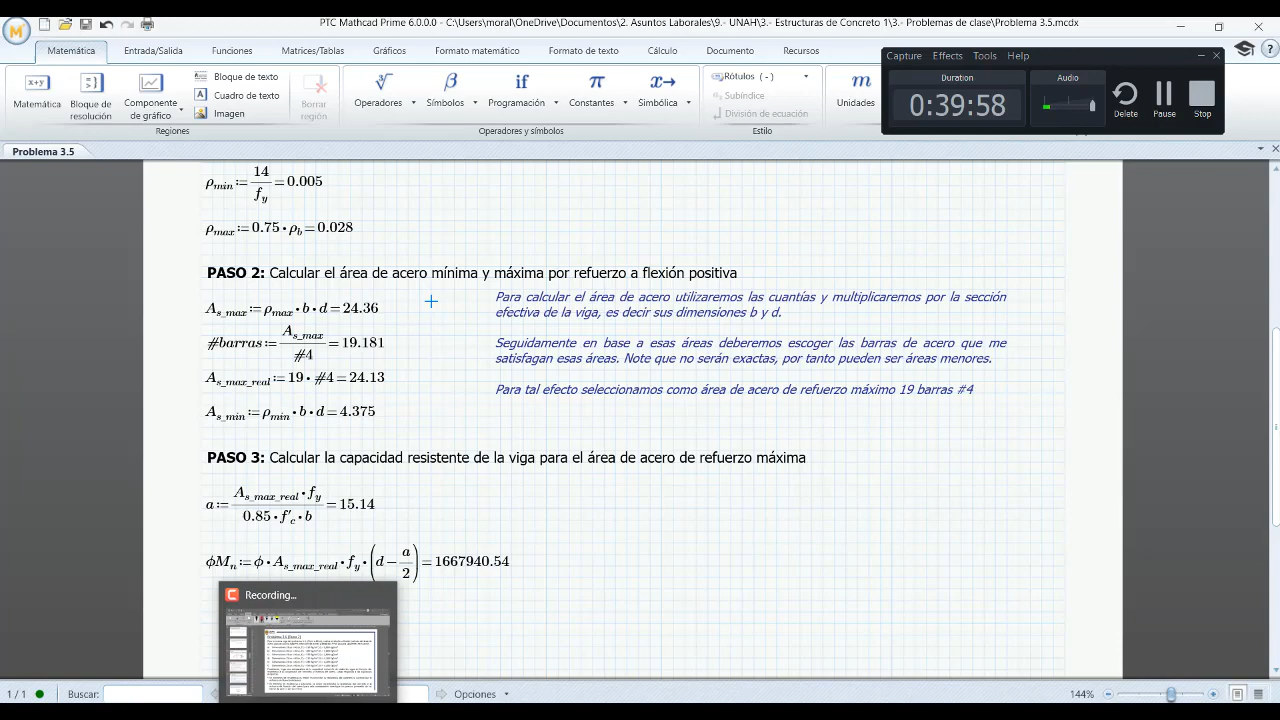 PTC Mathcad Prime 6.0.0.0 - C:\Users\moral\OneDrive\Documentos\2. Asuntos Laborales\9.- UNAH\3.- Estructuras de Concreto 1\3.- Problemas de clase\Problema 3.5.mcdx
Matemática Entrada/Salida Funciones Matrices/Tablas Gráficos Formato matemático Formato de texto Cálculo Documento Recursos
Capture Effects Tools Help
Duration Audio
0:39:58 Delete Pause Stop
Matemática Bloque de resolución Componente de gráfico Bloque de texto Cuadro de texto Imagen Borrar región
Operadores Símbolos Programación Constantes Simbólica
Rótulos ( - ) Subíndice División de ecuación Unidades
Regiones Operadores y símbolos Estilo
Problema 3.5
ρmin := 14 / fy = 0.005
ρmax := 0.75 • ρb = 0.028
PASO 2: Calcular el área de acero mínima y máxima por refuerzo a flexión positiva
As_max := ρmax • b • d = 24.36
#barras := As_max / #4 = 19.181
As_max_real := 19 • #4 = 24.13
As_min := ρmin • b • d = 4.375
Para calcular el área de acero utilizaremos las cuantías y multiplicaremos por la sección
efectiva de la viga, es decir sus dimensiones b y d.
Seguidamente en base a esas áreas deberemos escoger las barras de acero que me
satisfagan esas áreas. Note que no serán exactas, por tanto pueden ser áreas menores.
Para tal efecto seleccionamos como área de acero de refuerzo máximo 19 barras #4
PASO 3: Calcular la capacidad resistente de la viga para el área de acero de refuerzo máxima
a := As_max_real • fy / 0.85 • f'c • b = 15.14
ϕMn := ϕ • As_max_real • fy • (d − a/2) = 1667940.54
Recording...
Opciones
144%